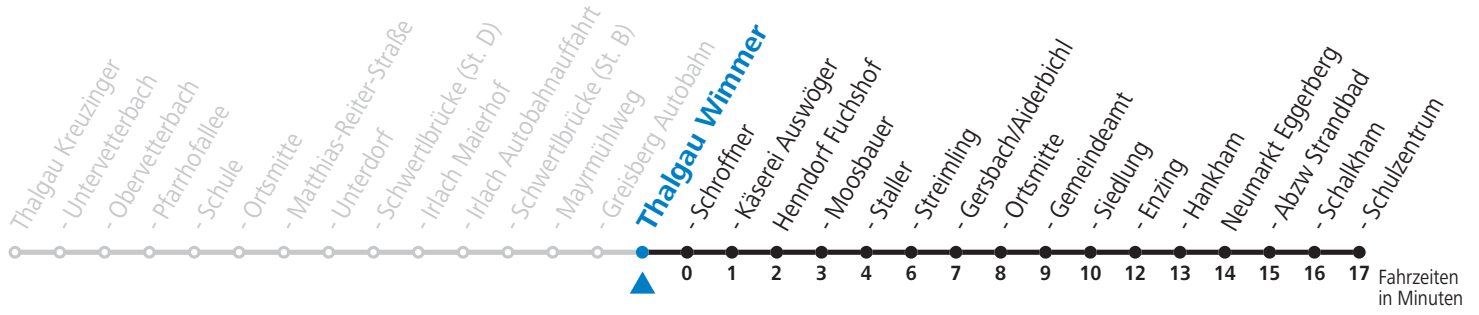 Thalgau Kreuzinger
- Untervetterbach
- Obervetterbach
- Pfarrhofallee
- Schule
- Ortsmitte
- Matthias-Reiter-Straße
- Unterdorf
- Schwertlbrücke (St. D)
- Irlach Maierhof
- Irlach Autobahnauffahrt
- Schwertlbrücke (St. B)
- Mayrmühlweg
- Greisberg Autobahn
Thalgau Wimmer
- Schroffner
- Käserei Auswöger
Henndorf Fuchshof
- Moosbauer
- Staller
- Streimling
- Gersbach/Aiderbichl
- Ortsmitte
- Gemeindeamt
- Siedlung
- Enzing
- Hankham
Neumarkt Eggerberg
- Abzw Strandbad
- Schalkham
- Schulzentrum
0 1 2 3 4 6 7 8 9 10 12 13 14 15 16 17
Fahrzeiten
in Minuten